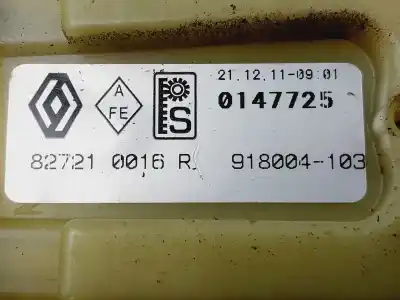 21.12.11-09:01
A
FE
S
0147725
82721 0016 R 918004-103